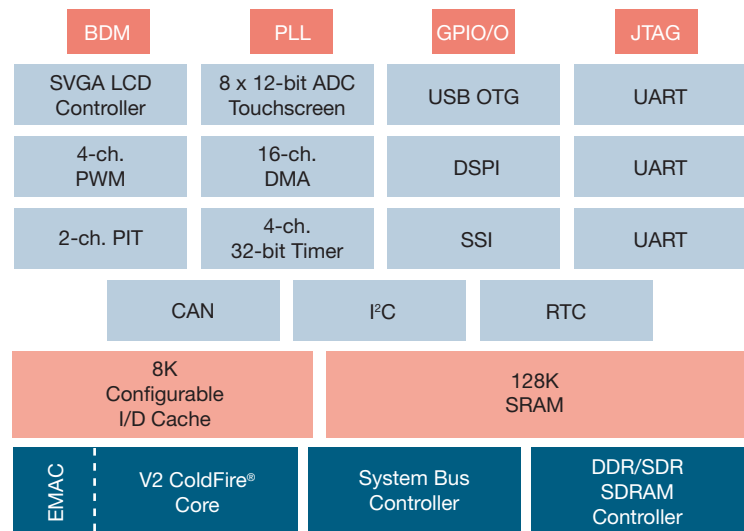 BDM
PLL
GPIO/O
JTAG
SVGA LCD
Controller
8 x 12-bit ADC
Touchscreen
USB OTG
UART
4-ch.
PWM
16-ch.
DMA
DSPI
UART
2-ch. PIT
4-ch.
32-bit Timer
SSI
UART
CAN
I²C
RTC
8K
Configurable
I/D Cache
128K
SRAM
EMAC
V2 ColdFire®
Core
System Bus
Controller
DDR/SDR
SDRAM
Controller